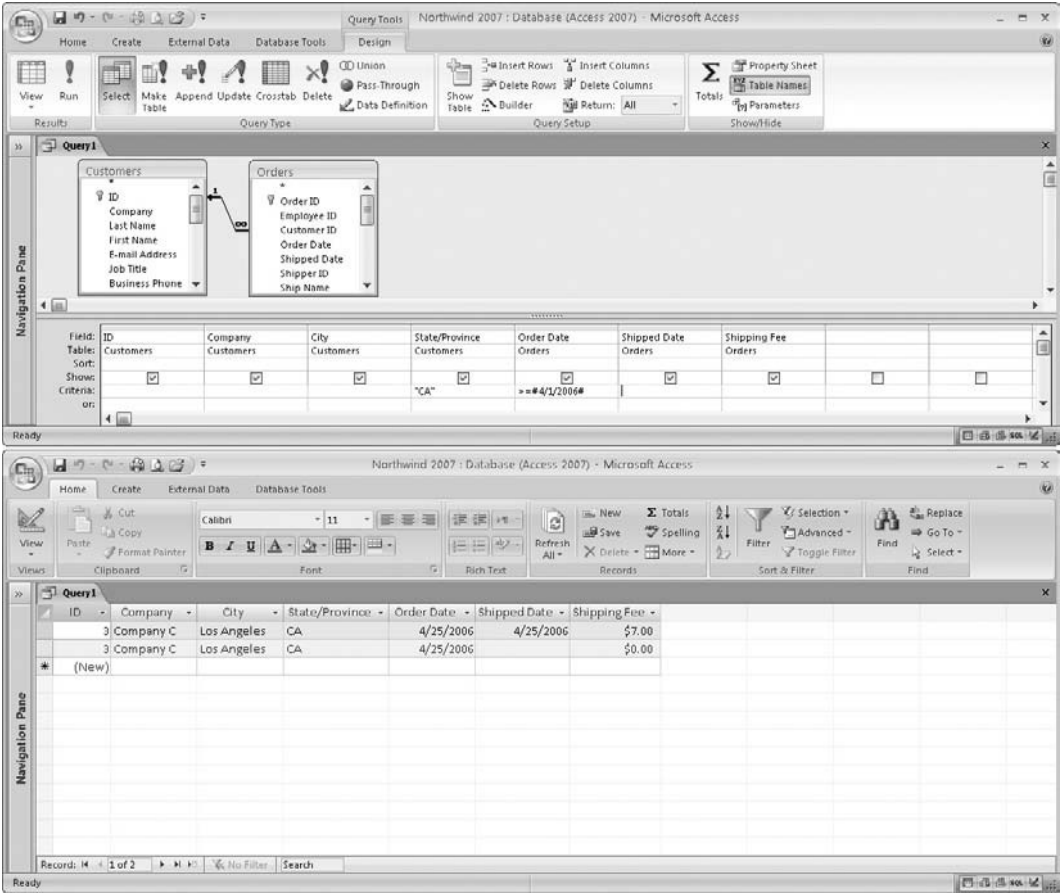 Query Tools Northwind 2007 : Database (Access 2007) - Microsoft Access
Home Create External Data Database Tools Design
View Run Select Make Table Append Update Crosstab Delete
Union
Pass-Through
Data Definition
Show Table
Insert Rows Insert Columns
Delete Rows Delete Columns
Builder Return: All
Totals
Property Sheet
Table Names
Parameters
Results Query Type Query Setup Show/Hide
Query1
Navigation Pane
Customers
*
ID
Company
Last Name
First Name
E-mail Address
Job Title
Business Phone
1
∞
Orders
*
Order ID
Employee ID
Customer ID
Order Date
Shipped Date
Shipper ID
Ship Name
Field: ID Company City State/Province Order Date Shipped Date Shipping Fee
Table: Customers Customers Customers Customers Orders Orders Orders
Sort:
Show:
Criteria: "CA" >=#4/1/2006#
or:
Ready
SQL
Northwind 2007 : Database (Access 2007) - Microsoft Access
Home Create External Data Database Tools
View
Paste
Cut
Copy
Format Painter
Calibri 11
B I U A
Refresh All
New Totals
Save Spelling
Delete More
Filter
Selection
Advanced
Toggle Filter
Find
Replace
Go To
Select
Views Clipboard Font Rich Text Records Sort & Filter Find
Query1
Navigation Pane
ID Company City State/Province Order Date Shipped Date Shipping Fee
3 Company C Los Angeles CA 4/25/2006 4/25/2006 $7.00
3 Company C Los Angeles CA 4/25/2006 $0.00
* (New)
Record: 1 of 2 No Filter Search
Ready
SQL